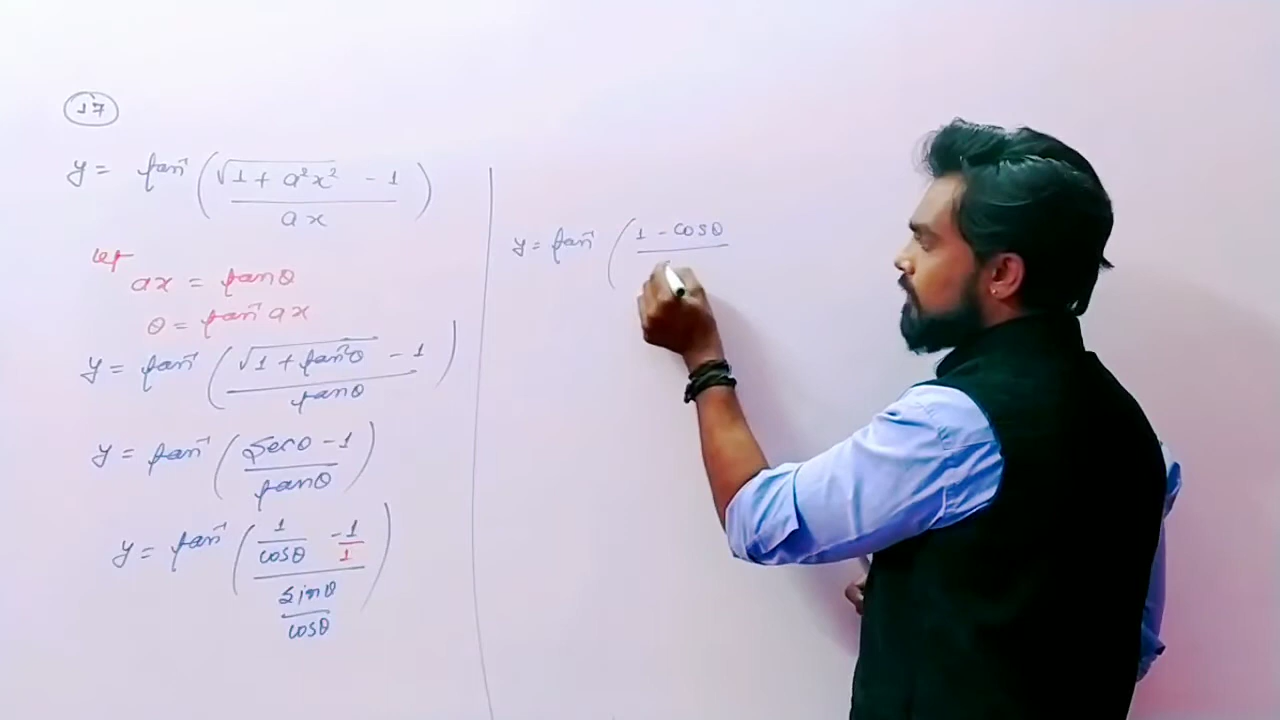 17
y = tan⁻¹ ( (√(1 + a²x²) - 1) / ax )
let
ax = tanθ
θ = tan⁻¹ ax
y = tan⁻¹ ( (√(1 + tan²θ) - 1) / tanθ )
y = tan⁻¹ ( (secθ - 1) / tanθ )
y = tan⁻¹ ( (1/cosθ - 1/1) / (sinθ/cosθ) )
y = tan⁻¹ ( (1 - cosθ) /